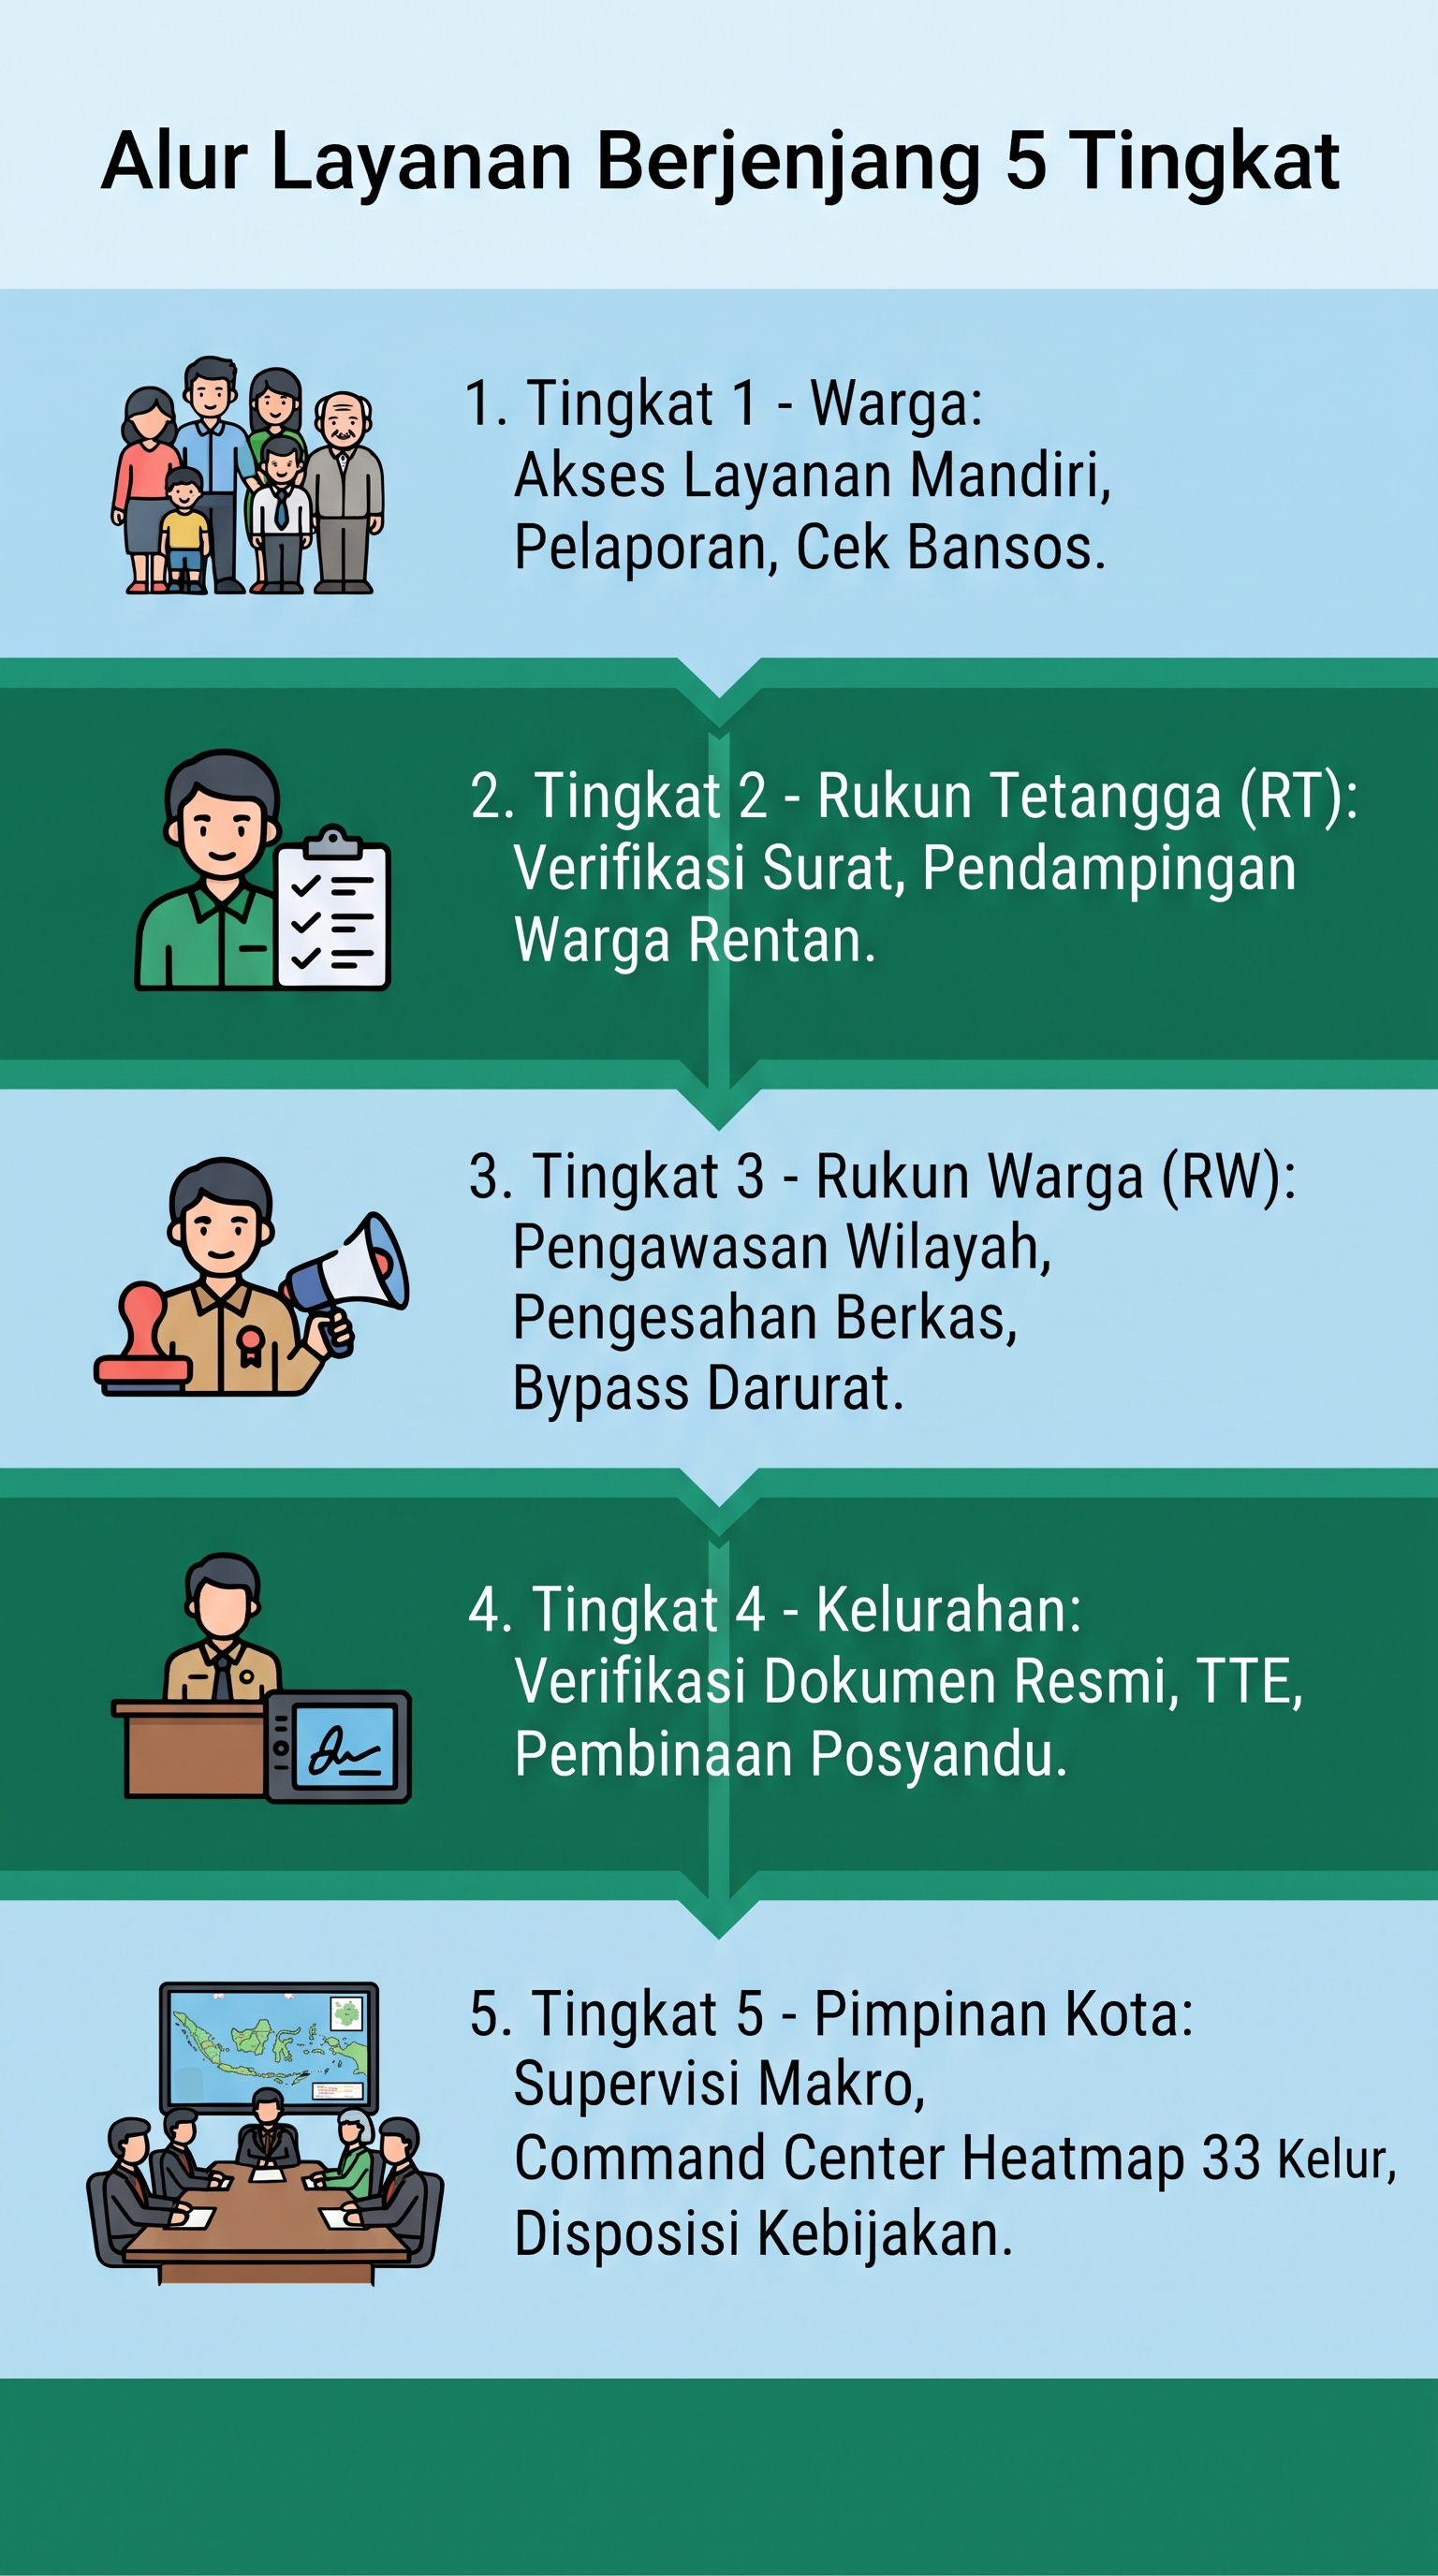 Alur Layanan Berjenjang 5 Tingkat
1. Tingkat 1 - Warga:
Akses Layanan Mandiri,
Pelaporan, Cek Bansos.
2. Tingkat 2 - Rukun Tetangga (RT):
Verifikasi Surat, Pendampingan
Warga Rentan.
3. Tingkat 3 - Rukun Warga (RW):
Pengawasan Wilayah,
Pengesahan Berkas,
Bypass Darurat.
4. Tingkat 4 - Kelurahan:
Verifikasi Dokumen Resmi, TTE,
Pembinaan Posyandu.
5. Tingkat 5 - Pimpinan Kota:
Supervisi Makro,
Command Center Heatmap 33 Kelur,
Disposisi Kebijakan.